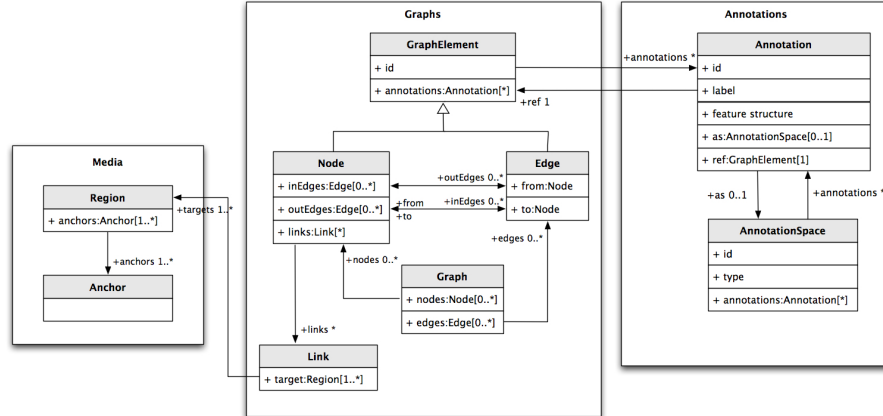 Graphs
GraphElement
+ id
+ annotations:Annotation[*]
+annotations *
+ref 1
Node
+ inEdges:Edge[0..*]
+ outEdges:Edge[0..*]
+ links:Link[*]
+outEdges 0..*
+from
+inEdges 0..*
+to
Edge
+ from:Node
+ to:Node
+edges 0..*
+nodes 0..*
Graph
+ nodes:Node[0..*]
+ edges:Edge[0..*]
+links *
Link
+ target:Region[1..*]
Media
Region
+ anchors:Anchor[1..*]
+targets 1..*
+anchors 1..*
Anchor
Annotations
Annotation
+ id
+ label
+ feature structure
+ as:AnnotationSpace[0..1]
+ ref:GraphElement[1]
+as 0..1
+annotations *
AnnotationSpace
+ id
+ type
+ annotations:Annotation[*]